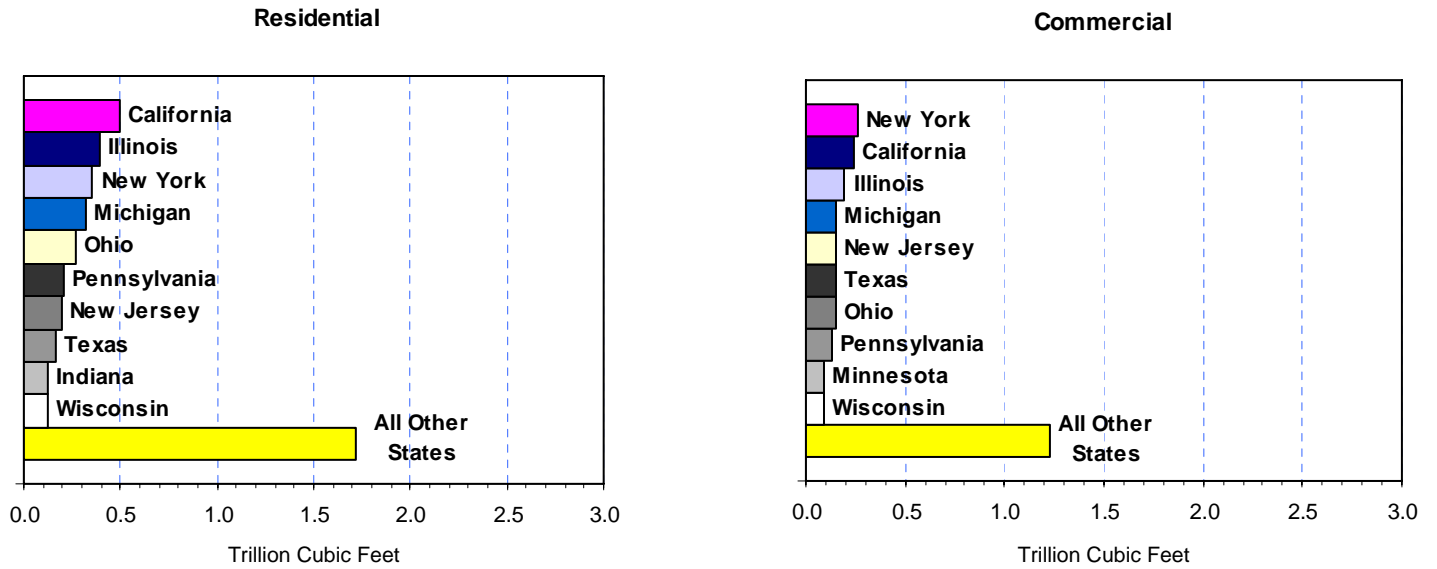 Residential
California
Illinois
New York
Michigan
Ohio
Pennsylvania
New Jersey
Texas
Indiana
Wisconsin
All Other
States
0.0 0.5 1.0 1.5 2.0 2.5 3.0
Trillion Cubic Feet
Commercial
New York
California
Illinois
Michigan
New Jersey
Texas
Ohio
Pennsylvania
Minnesota
Wisconsin
All Other
States
0.0 0.5 1.0 1.5 2.0 2.5 3.0
Trillion Cubic Feet